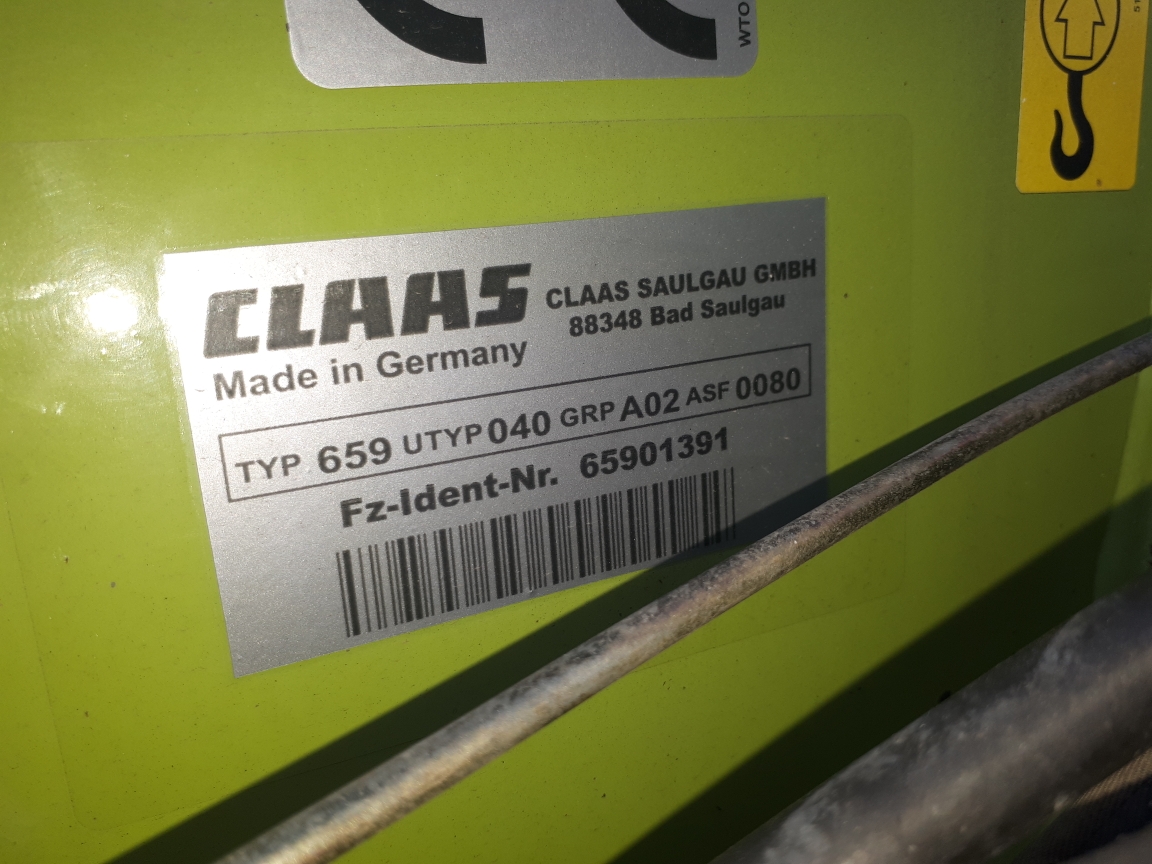 WTO
CLAAS
Made in Germany
CLAAS SAULGAU GMBH
88348 Bad Saulgau
TYP 659 UTYP 040 GRP A02 ASF 0080
Fz-Ident-Nr. 65901391